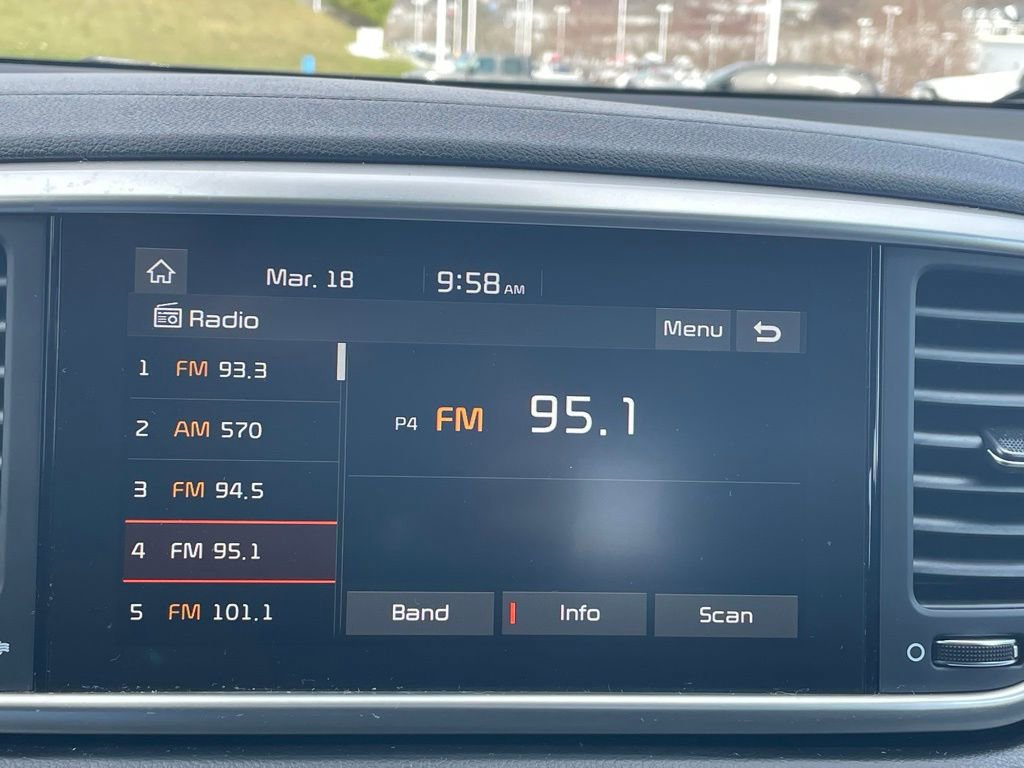 Mar. 18 9:58 AM
Radio Menu
1 FM 93.3
2 AM 570
3 FM 94.5
4 FM 95.1
5 FM 101.1
P4 FM 95.1
Band Info Scan